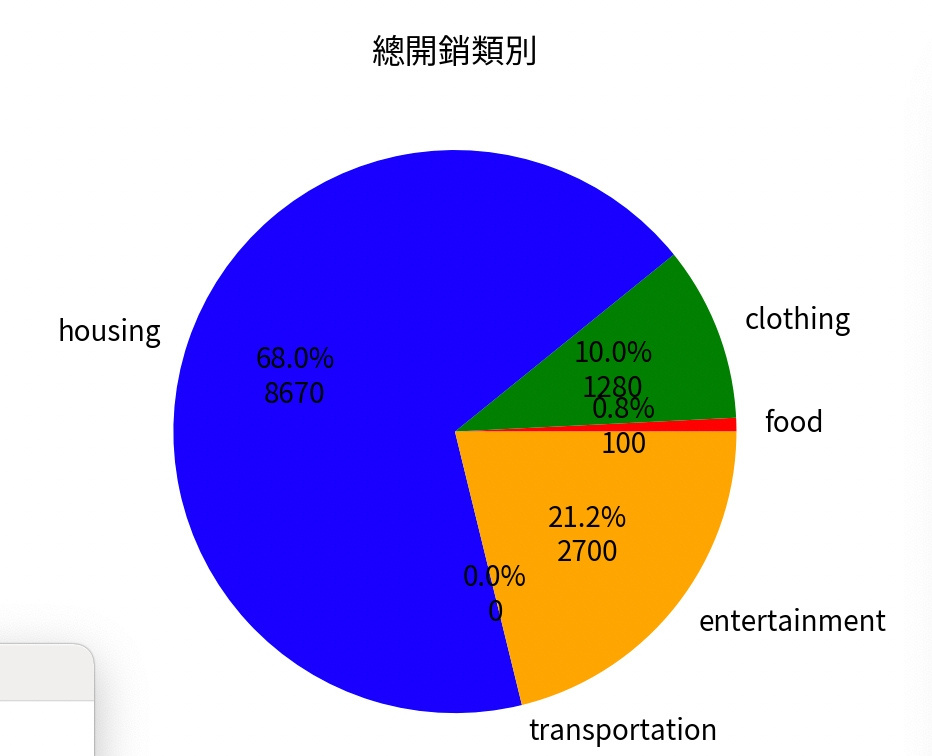 總開銷類別
housing
68.0%
8670
clothing
10.0%
1280
food
0.8%
100
21.2%
2700
entertainment
0.0%
0
transportation